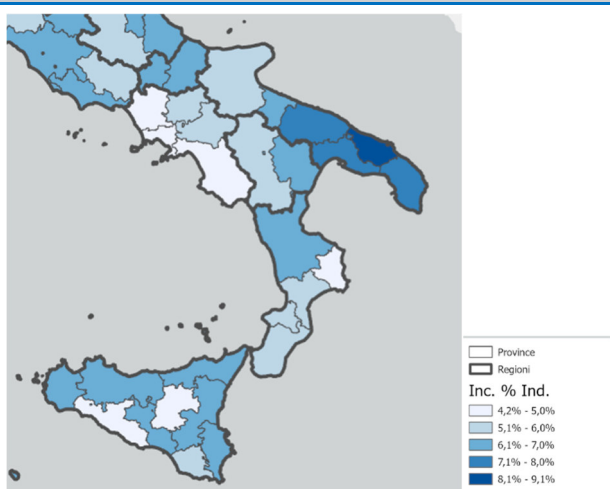 Province
Regioni
Inc. % Ind.
4,2% - 5,0%
5,1% - 6,0%
6,1% - 7,0%
7,1% - 8,0%
8,1% - 9,1%